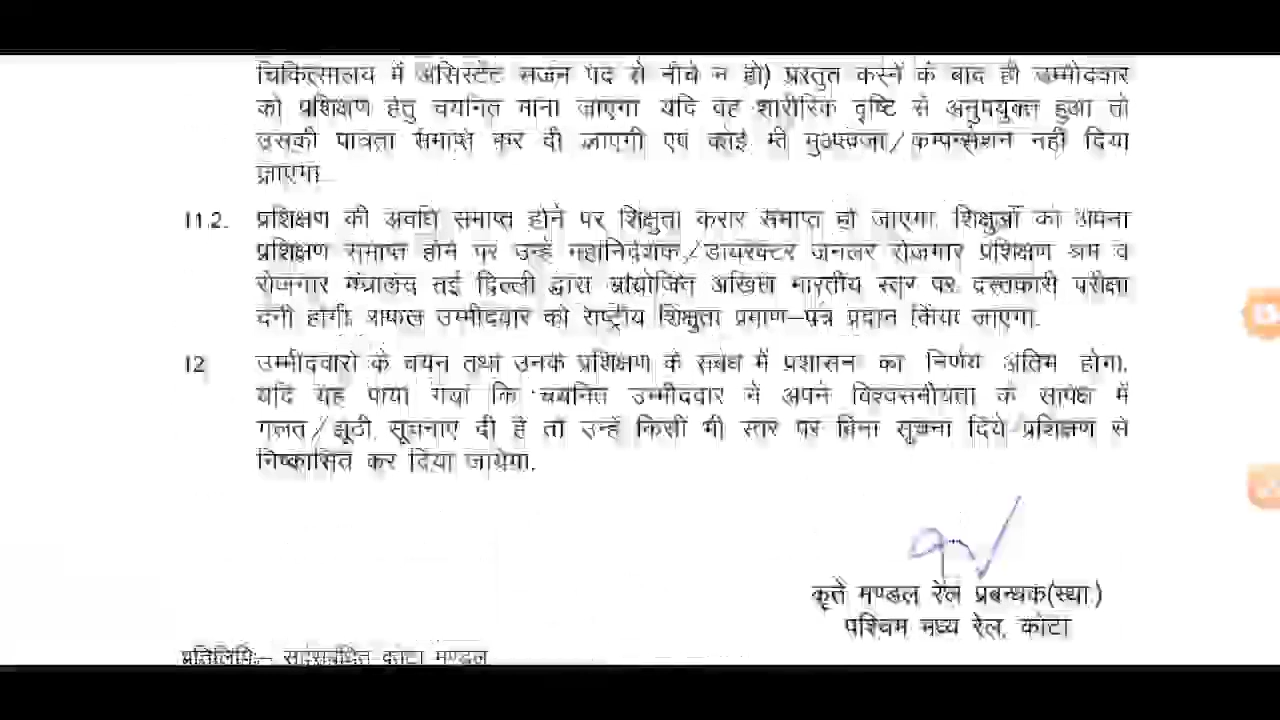 चिकित्सालय में असिस्टेंट सर्जन पद से नीचे न हो) प्रस्तुत करने के बाद ही उम्मीदवार
को प्रशिक्षण हेतु चयनित माना जाएगा यदि वह शारीरिक दृष्टि से अनुपयुक्त हुआ तो
उसकी पात्रता समाप्त कर दी जाएगी एवं कोई भी मुआवजा/कम्पन्सेशन नहीं दिया
जाएगा
11.2. प्रशिक्षण की अवधि समाप्त होने पर शिक्षुता करार समाप्त हो जाएगा. शिक्षुओं को अपना
प्रशिक्षण समाप्त होने पर उन्हें महानिदेशक/डायरेक्टर जनरल रोजगार प्रशिक्षण श्रम व
रोजगार मंत्रालय नई दिल्ली द्वारा आयोजित अखिल भारतीय स्तर पर दस्तकारी परीक्षा
देनी होगी. सफल उम्मीदवार को राष्ट्रीय शिक्षुता प्रमाण–पत्र प्रदान किया जाएगा.
12 उम्मीदवारों के चयन तथा उनके प्रशिक्षण के संबंध में प्रशासन का निर्णय अंतिम होगा.
यदि यह पाया गया कि चयनित उम्मीदवार ने अपने विश्वसनीयता के सापेक्ष में
गलत/झूठी सूचनाए दी है तो उन्हें किसी भी स्तर पर बिना सूचना दिये प्रशिक्षण से
निष्कासित कर दिया जायेगा.
कृते मण्डल रेल प्रबन्धक(स्था.)
पश्चिम मध्य रेल, कोटा
प्रतिलिपि:– कोटा मण्डल